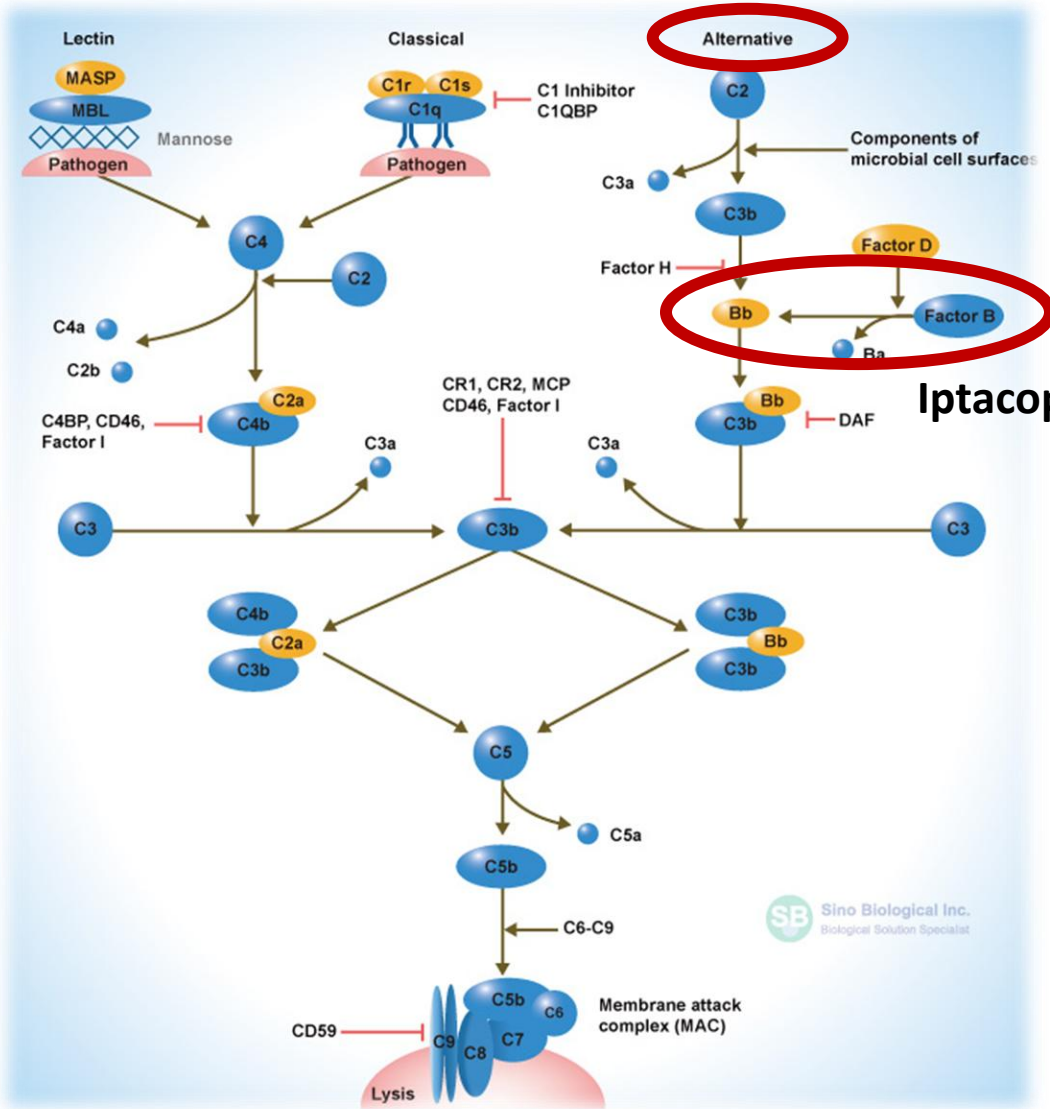 Lectin
Classical
Alternative
MASP
MBL
Mannose
Pathogen
C1r
C1s
C1q
Pathogen
C1 Inhibitor
C1QBP
C2
Components of
microbial cell surfaces
C3a
C3b
C4
C2
Factor D
Factor H
Bb
Factor B
Ba
C4a
C2b
C2a
C4b
C4BP, CD46,
Factor I
CR1, CR2, MCP
CD46, Factor I
Bb
C3b
DAF
Iptacop
C3a
C3a
C3
C3b
C3
C4b
C2a
C3b
C3b
Bb
C3b
C5
C5a
C5b
C6-C9
SB
Sino Biological Inc.
Biological Solution Specialist
C5b
C6
C7
C8
C9
Membrane attack
complex (MAC)
CD59
Lysis